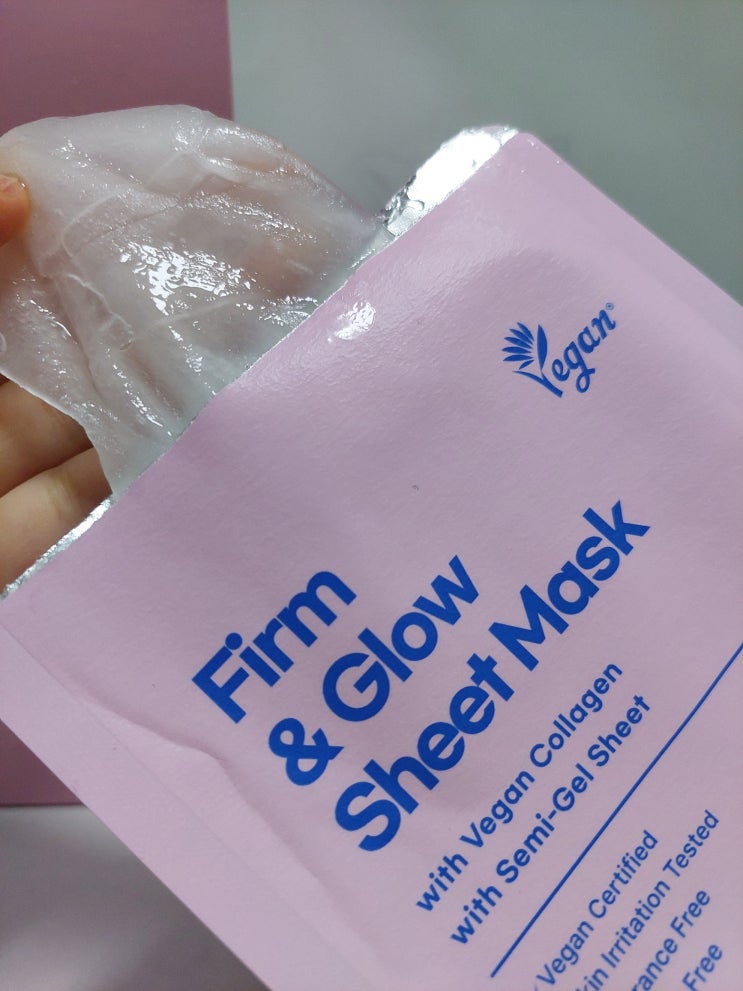 Vegan®
Firm
& Glow
Sheet Mask
with Vegan Collagen
with Semi-Gel Sheet
Vegan Certified
Irritation Tested
Free
Free